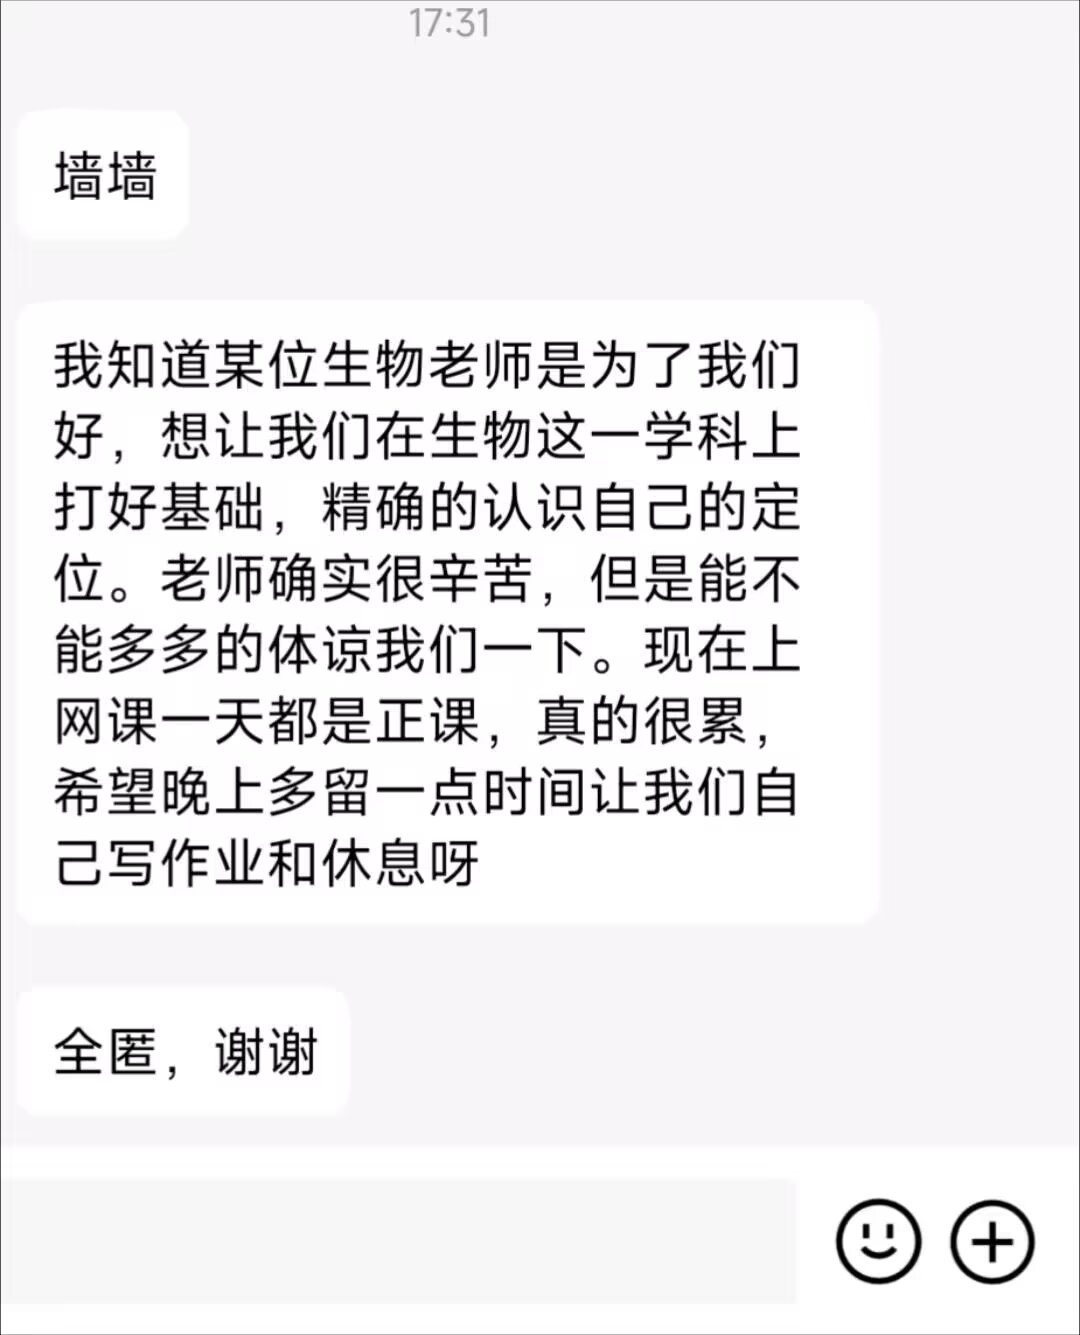 17:31
墙墙
我知道某位生物老师是为了我们
好，想让我们在生物这一学科上
打好基础，精确的认识自己的定
位。老师确实很辛苦，但是能不
能多多的体谅我们一下。现在上
网课一天都是正课，真的很累，
希望晚上多留一点时间让我们自
己写作业和休息呀
全匿，谢谢